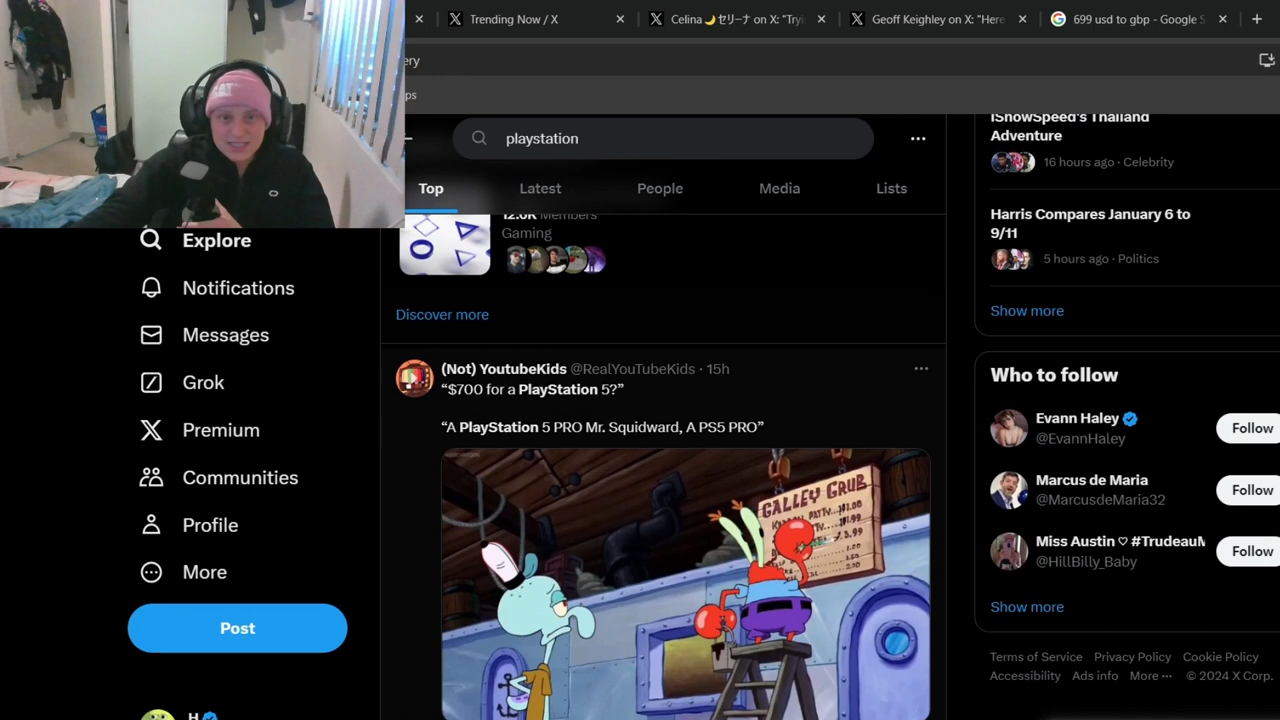 Trending Now / X
Celina 🌙セリーナ on X: "Tryi
Geoff Keighley on X: "Here
699 usd to gbp - Google S
ery
ps
playstation
Top
Latest
People
Media
Lists
12.6K Members
Gaming
Discover more
(Not) YoutubeKids @RealYouTubeKids · 15h
“$700 for a PlayStation 5?”
“A PlayStation 5 PRO Mr. Squidward, A PS5 PRO”
GALLEY GRUB
Explore
Notifications
Messages
Grok
Premium
Communities
Profile
More
Post
H
IShowSpeed's Thailand
Adventure
16 hours ago · Celebrity
Harris Compares January 6 to
9/11
5 hours ago · Politics
Show more
Who to follow
Evann Haley
@EvannHaley
Follow
Marcus de Maria
@MarcusdeMaria32
Follow
Miss Austin ♡ #TrudeauM
@HillBilly_Baby
Follow
Show more
Terms of Service Privacy Policy Cookie Policy
Accessibility Ads info More ··· © 2024 X Corp.